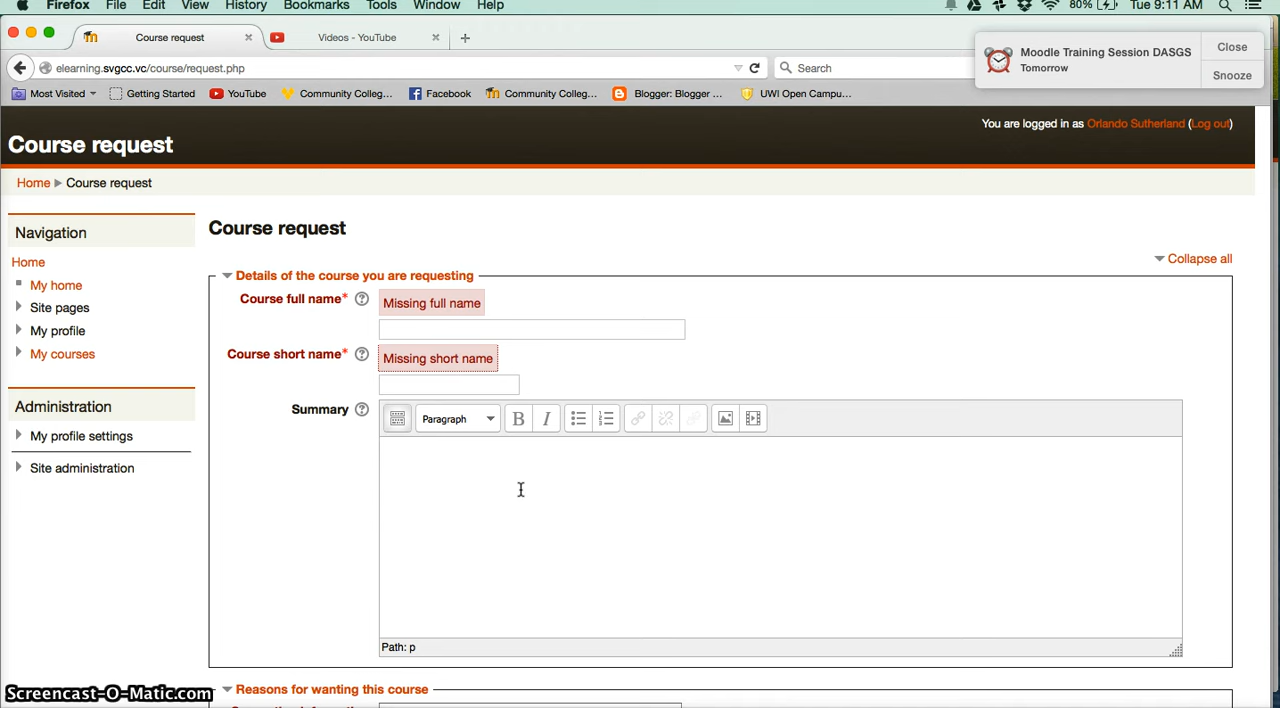 Firefox File Edit View History Bookmarks Tools Window Help 80% Tue 9:11 AM
Course request Videos - YouTube
Moodle Training Session DASGS Close
Tomorrow Snooze
elearning.svgcc.vc/course/request.php Search
Most Visited Getting Started YouTube Community Colleg... Facebook Community Colleg... Blogger: Blogger ... UWI Open Campu...
You are logged in as Orlando Sutherland (Log out)
Course request
Home Course request
Navigation
Home
My home
Site pages
My profile
My courses
Administration
My profile settings
Site administration
Course request
Collapse all
Details of the course you are requesting
Course full name* Missing full name
Course short name* Missing short name
Summary Paragraph B I
Path: p
Reasons for wanting this course
Screencast-O-Matic.com